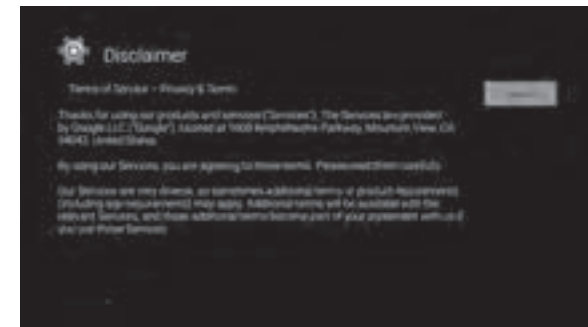 Disclaimer
Terms of Service – Privacy & Terms
Thanks for using our products and services ("Services"). The Services are provided
by Google LLC ("Google"), located at 1600 Amphitheatre Parkway, Mountain View, CA
94043, United States.
By using our Services, you are agreeing to these terms. Please read them carefully.
Our Services are very diverse, so sometimes additional terms or product requirements
(including age requirements) may apply. Additional terms will be available with the
relevant Services, and those additional terms become part of your agreement with us if
you use those Services.